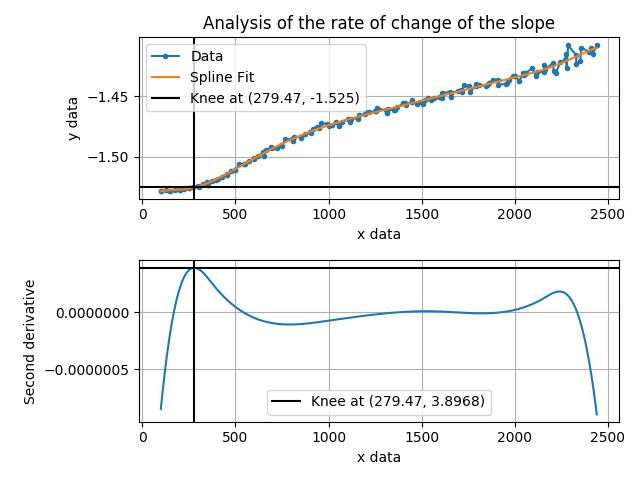 Analysis of the rate of change of the slope
Data
Spline Fit
Knee at (279.47, -1.525)
y data
−1.45
−1.50
0 500 1000 1500 2000 2500
x data
Second derivative
0.0000000
−0.0000005
Knee at (279.47, 3.8968)
0 500 1000 1500 2000 2500
x data